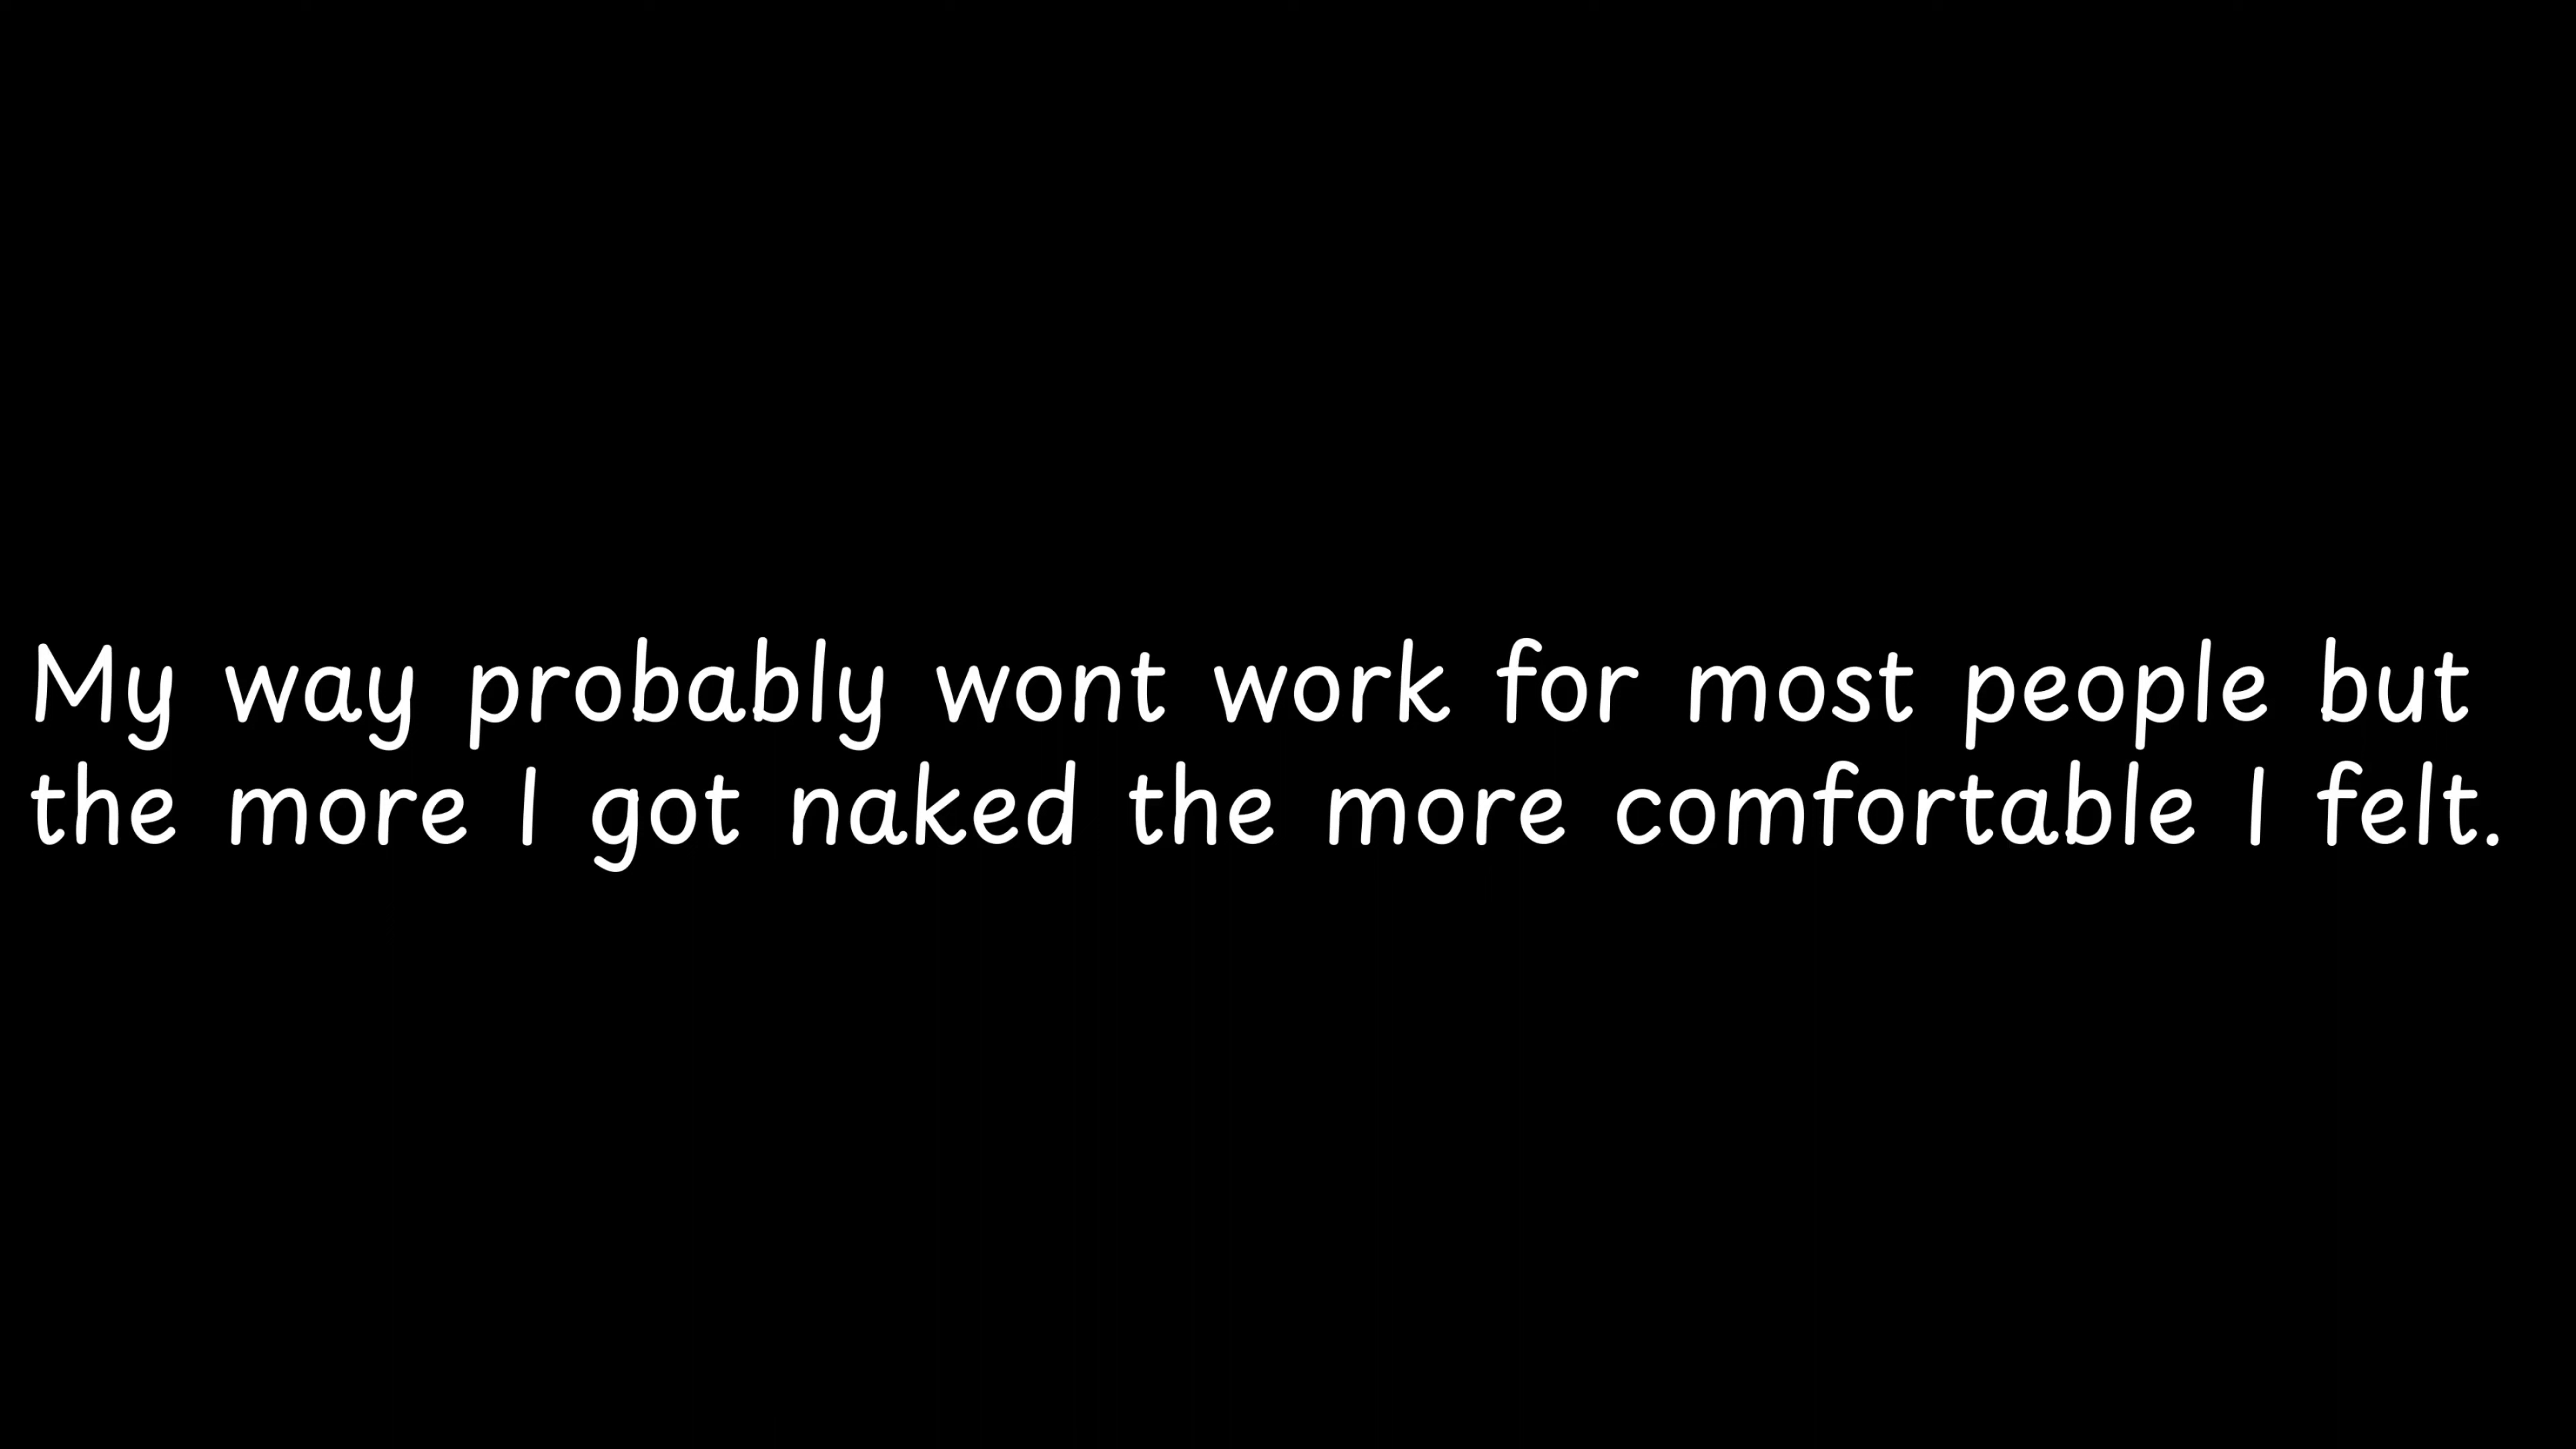 My way probably wont work for most people but
the more I got naked the more comfortable I felt.